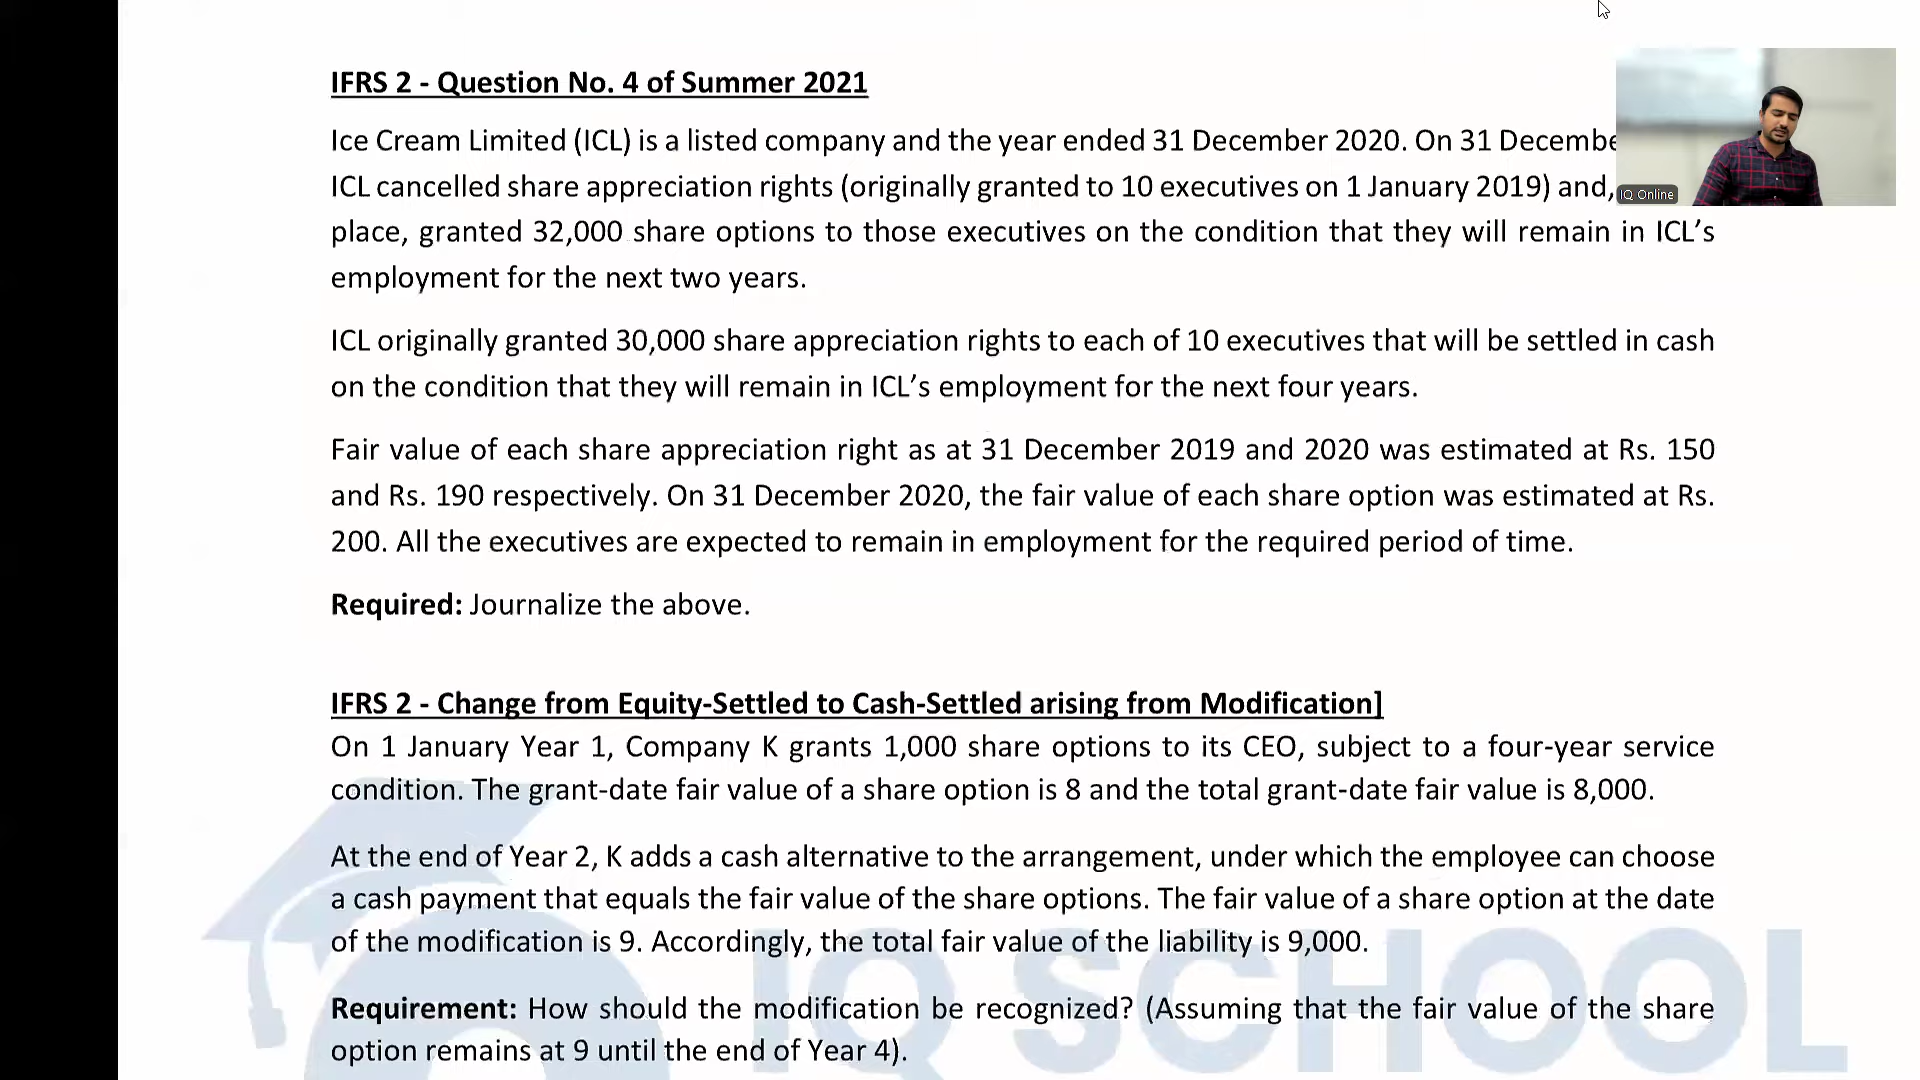 IFRS 2 - Question No. 4 of Summer 2021
Ice Cream Limited (ICL) is a listed company and the year ended 31 December 2020. On 31
ICL cancelled share appreciation rights (originally granted to 10 executives on 1 January 2019) and,
IQ Online
place, granted 32,000 share options to those executives on the condition that they will remain in ICL’s
employment for the next two years.
ICL originally granted 30,000 share appreciation rights to each of 10 executives that will be settled in cash
on the condition that they will remain in ICL’s employment for the next four years.
Fair value of each share appreciation right as at 31 December 2019 and 2020 was estimated at Rs. 150
and Rs. 190 respectively. On 31 December 2020, the fair value of each share option was estimated at Rs.
200. All the executives are expected to remain in employment for the required period of time.
Required: Journalize the above.
IFRS 2 - Change from Equity-Settled to Cash-Settled arising from Modification]
On 1 January Year 1, Company K grants 1,000 share options to its CEO, subject to a four-year service
condition. The grant-date fair value of a share option is 8 and the total grant-date fair value is 8,000.
At the end of Year 2, K adds a cash alternative to the arrangement, under which the employee can choose
a cash payment that equals the fair value of the share options. The fair value of a share option at the date
of the modification is 9. Accordingly, the total fair value of the liability is 9,000.
Requirement: How should the modification be recognized? (Assuming that the fair value of the share
option remains at 9 until the end of Year 4).
IQ SCHOOL